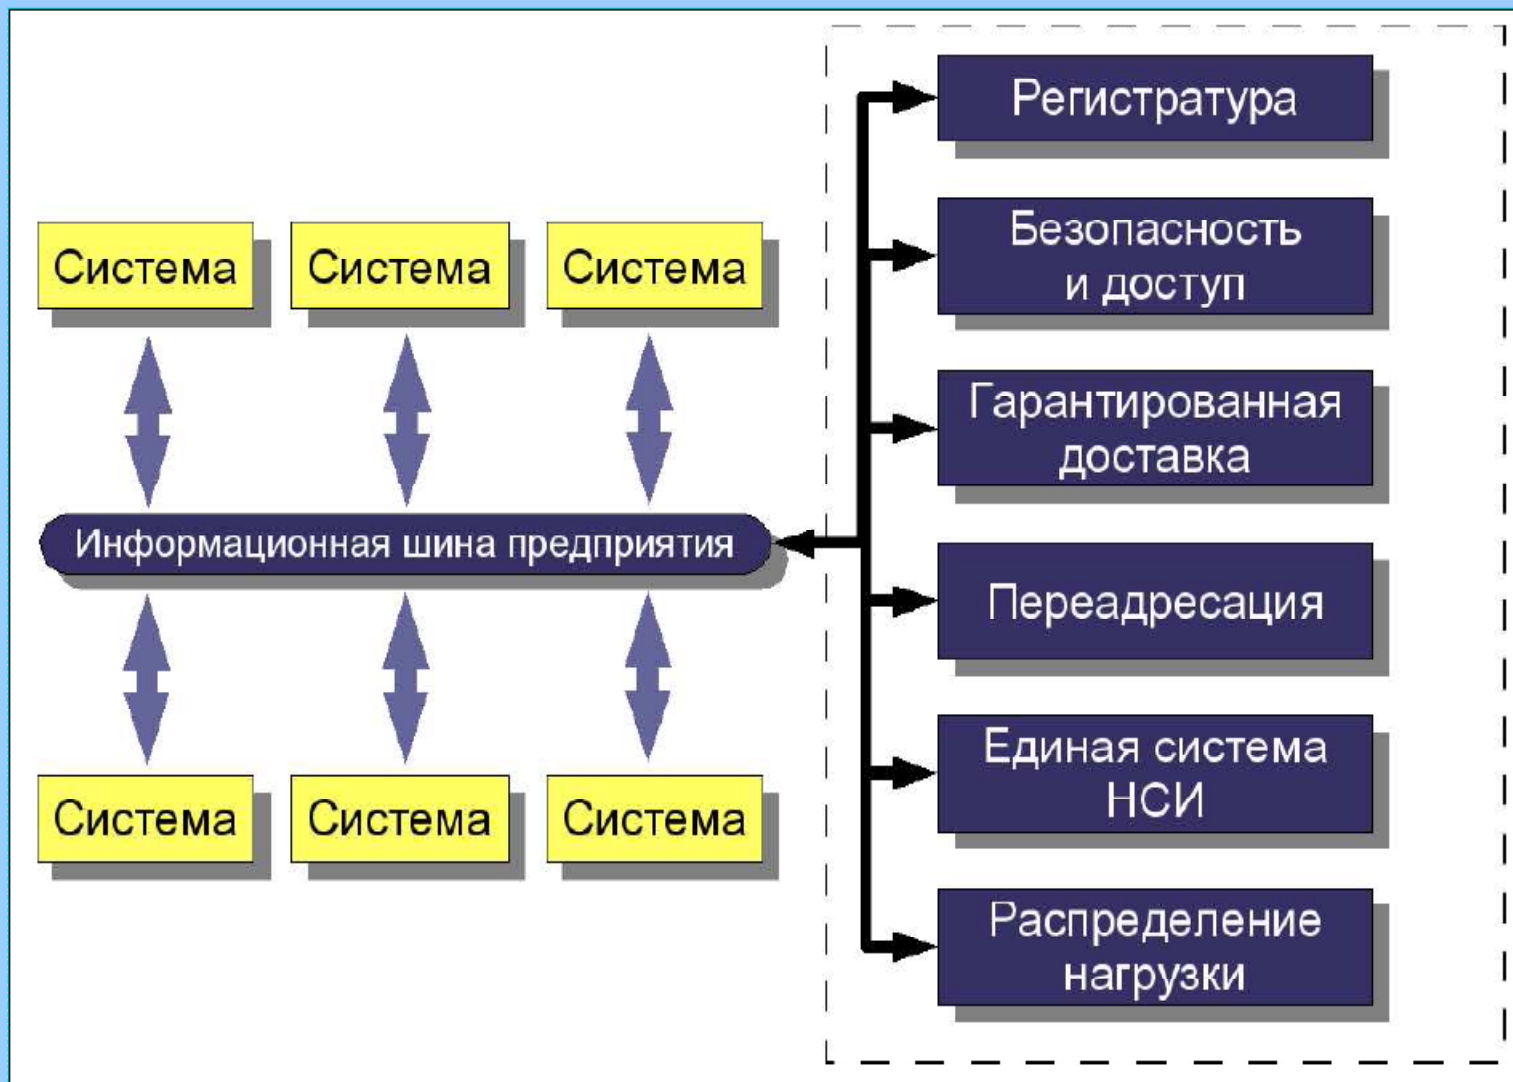 Система
Система
Система
Информационная шина предприятия
Система
Система
Система
Регистратура
Безопасность
и доступ
Гарантированная
доставка
Переадресация
Единая система
НСИ
Распределение
нагрузки